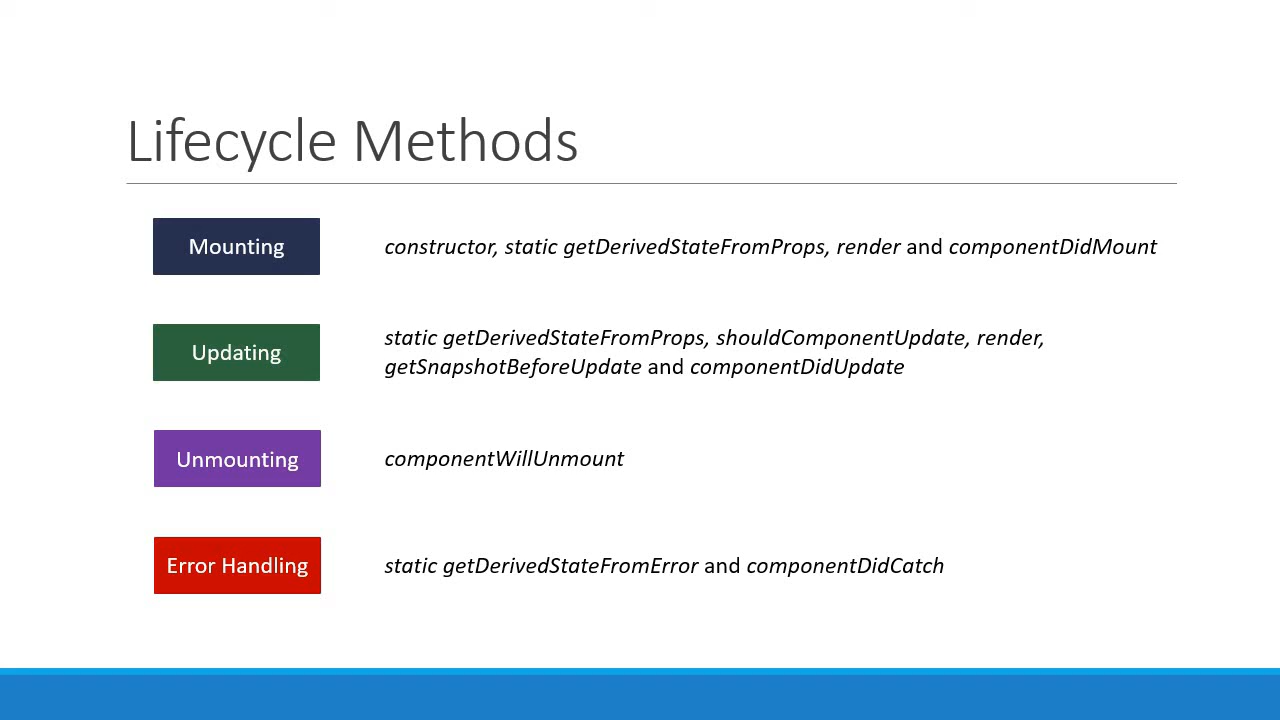 Lifecycle Methods
Mounting
constructor, static getDerivedStateFromProps, render and componentDidMount
Updating
static getDerivedStateFromProps, shouldComponentUpdate, render,
getSnapshotBeforeUpdate and componentDidUpdate
Unmounting
componentWillUnmount
Error Handling
static getDerivedStateFromError and componentDidCatch